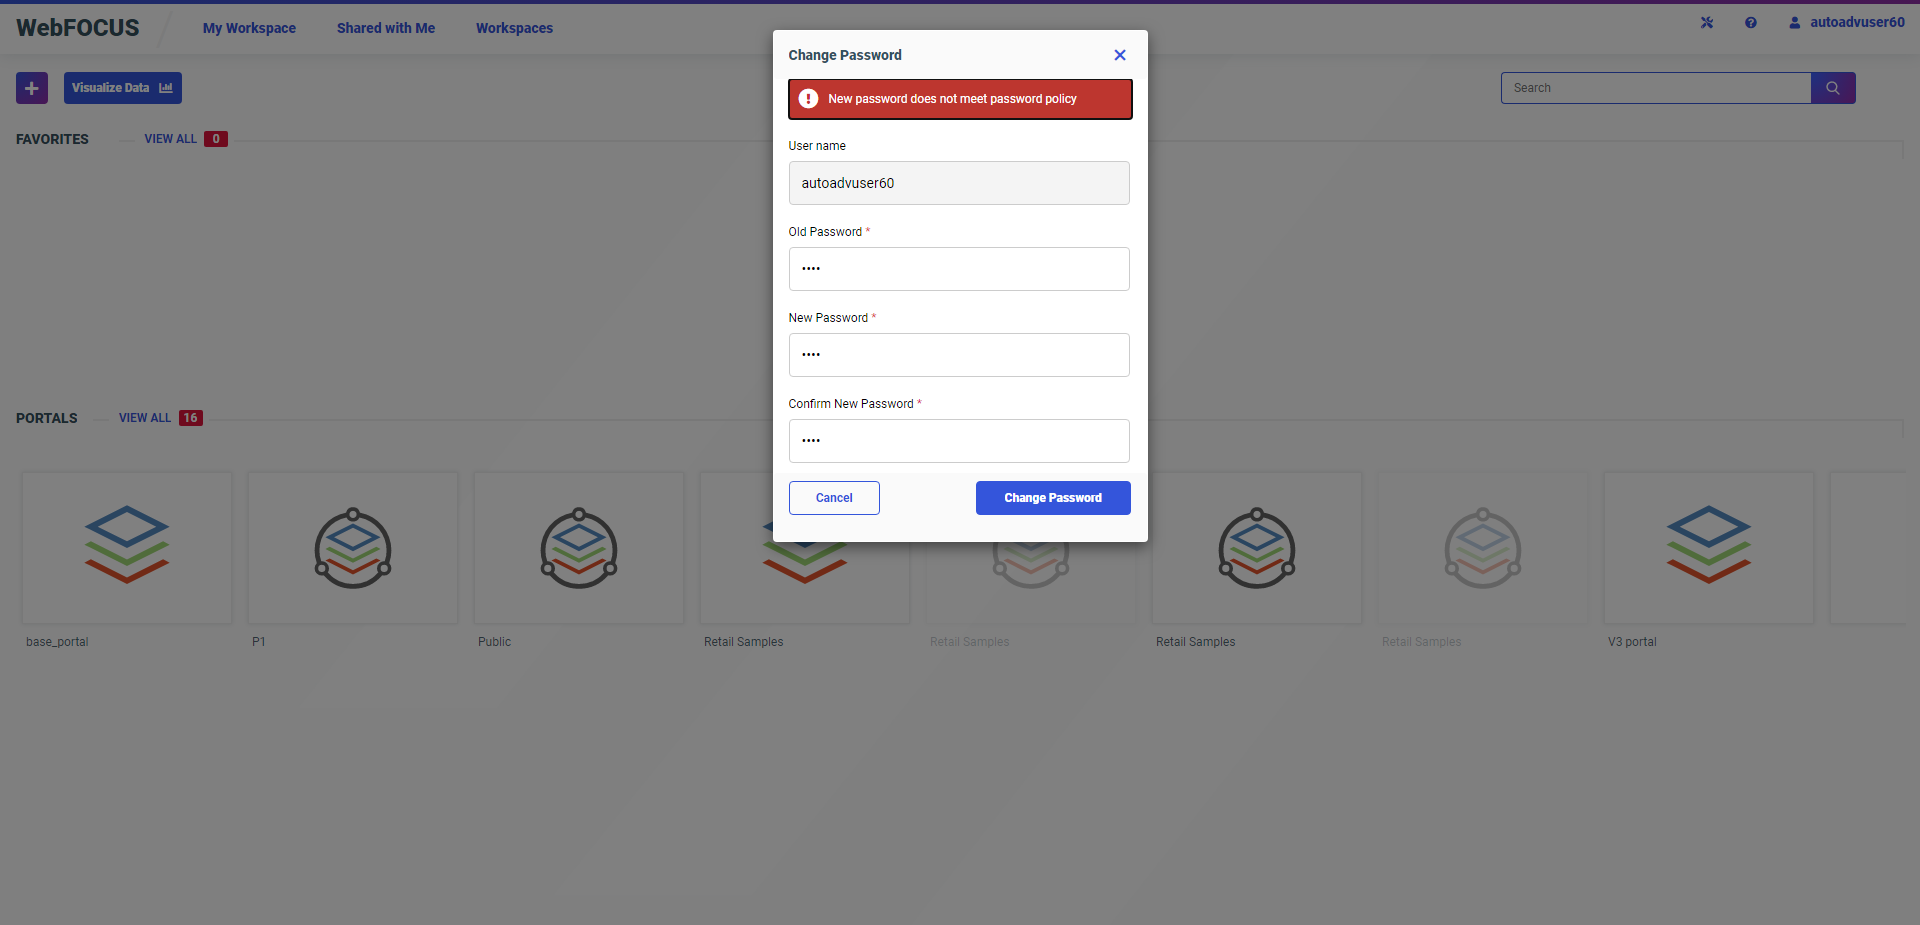 WebFOCUS
My Workspace
Shared with Me
Workspaces
autoadvuser60
Visualize Data
Search
FAVORITES
VIEW ALL 0
Change Password
New password does not meet password policy
User name
autoadvuser60
Old Password *
••••
New Password *
••••
Confirm New Password *
••••
Cancel
Change Password
PORTALS
VIEW ALL 16
base_portal
P1
Public
Retail Samples
Retail Samples
Retail Samples
Retail Samples
V3 portal